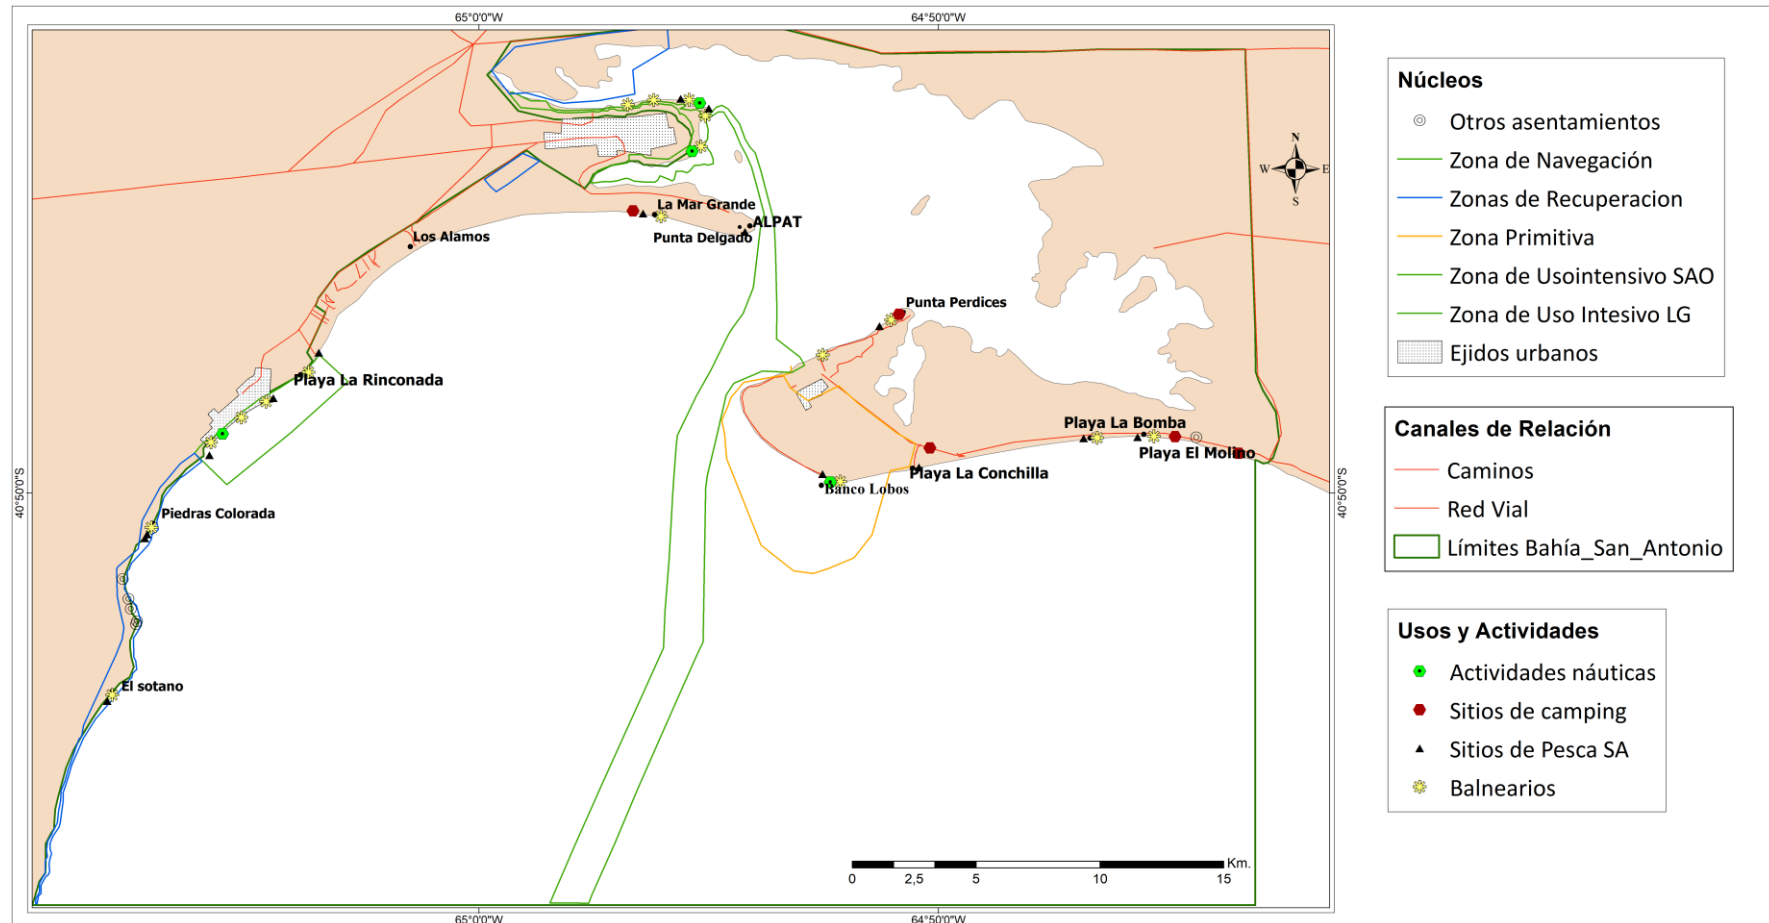 65°0'0"W
64°50'0"W
N
W
E
S
La Mar Grande
ALPAT
Punta Delgado
Los Alamos
Punta Perdices
Playa La Rinconada
Playa La Bomba
Playa El Molino
Playa La Conchilla
Banco Lobos
40°50'0"S
40°50'0"S
Piedras Colorada
El sotano
Km.
0
2,5
5
10
15
65°0'0"W
64°50'0"W
Núcleos
Otros asentamientos
Zona de Navegación
Zonas de Recuperacion
Zona Primitiva
Zona de Usointensivo SAO
Zona de Uso Intesivo LG
Ejidos urbanos
Canales de Relación
Caminos
Red Vial
Límites Bahía_San_Antonio
Usos y Actividades
Actividades náuticas
Sitios de camping
Sitios de Pesca SA
Balnearios